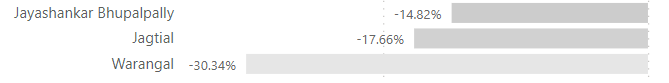 Jayashankar Bhupalpally -14.82%
Jagtial -17.66%
Warangal -30.34%